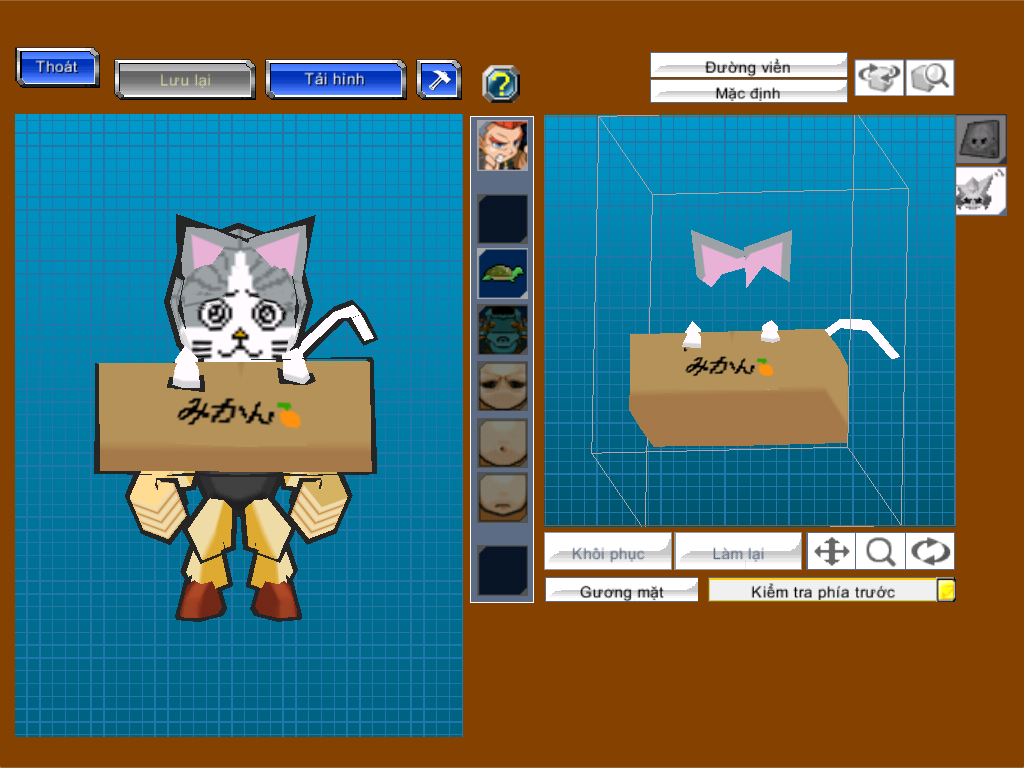 Thoát
Lưu lại
Tải hình
?
Đường viền
Mặc định
みかん
みかん
Khôi phục
Làm lại
Gương mặt
Kiểm tra phía trước